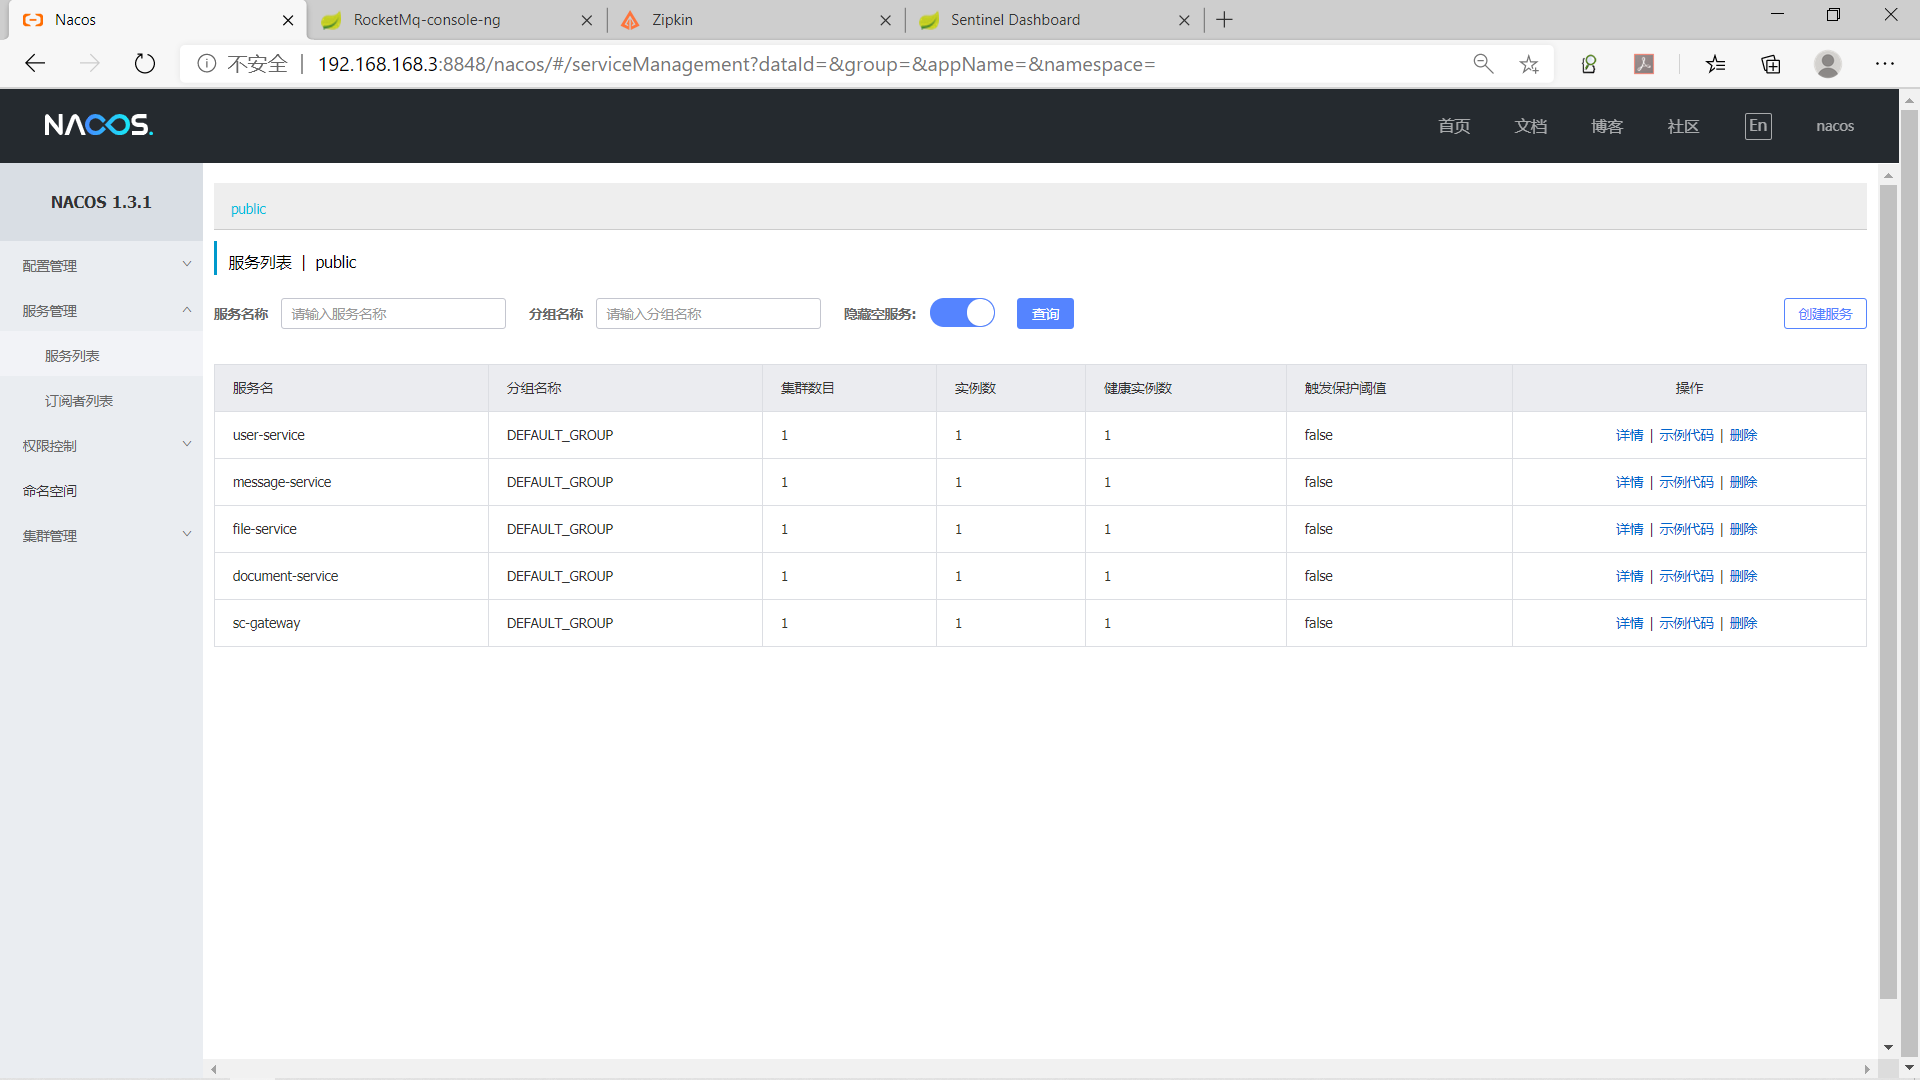 Nacos
RocketMq-console-ng
Zipkin
Sentinel Dashboard
不安全 | 192.168.168.3:8848/nacos/#/serviceManagement?dataId=&group=&appName=&namespace=
NACOS.
首页 文档 博客 社区 En nacos
NACOS 1.3.1
配置管理
服务管理
服务列表
订阅者列表
权限控制
命名空间
集群管理
public
服务列表 | public
服务名称 请输入服务名称 分组名称 请输入分组名称 隐藏空服务: 查询 创建服务
服务名 分组名称 集群数目 实例数 健康实例数 触发保护阈值 操作
user-service DEFAULT_GROUP 1 1 1 false 详情 | 示例代码 | 删除
message-service DEFAULT_GROUP 1 1 1 false 详情 | 示例代码 | 删除
file-service DEFAULT_GROUP 1 1 1 false 详情 | 示例代码 | 删除
document-service DEFAULT_GROUP 1 1 1 false 详情 | 示例代码 | 删除
sc-gateway DEFAULT_GROUP 1 1 1 false 详情 | 示例代码 | 删除